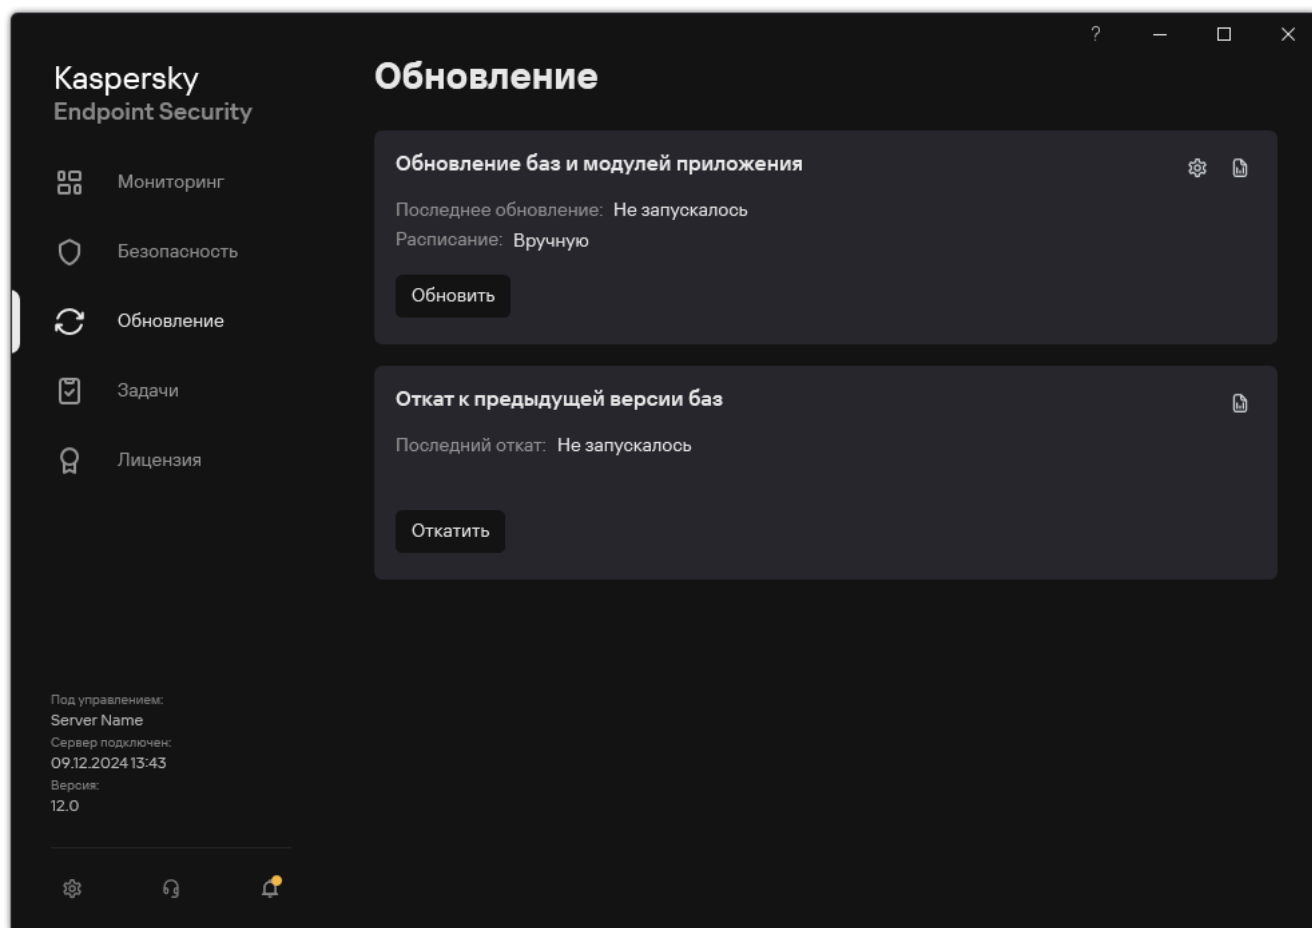 ?
Kaspersky
Endpoint Security
Мониторинг
Безопасность
Обновление
Задачи
Лицензия
Под управлением:
Server Name
Сервер подключен:
09.12.2024 13:43
Версия:
12.0
Обновление
Обновление баз и модулей приложения
Последнее обновление: Не запускалось
Расписание: Вручную
Обновить
Откат к предыдущей версии баз
Последний откат: Не запускалось
Откатить